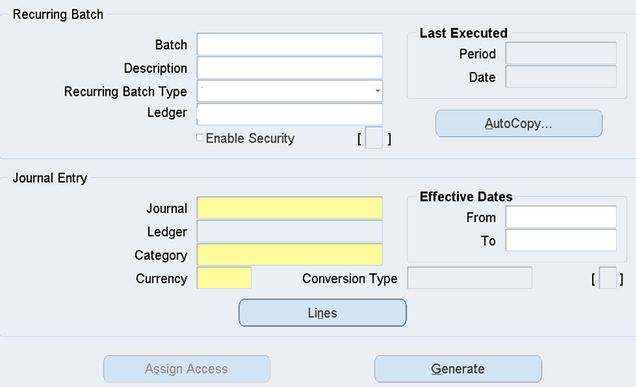 Recurring Batch
Batch
Description
Recurring Batch Type
Ledger
Enable Security
[ ]
Last Executed
Period
Date
AutoCopy...
Journal Entry
Journal
Ledger
Category
Currency
Conversion Type
[ ]
Effective Dates
From
To
Lines
Assign Access
Generate